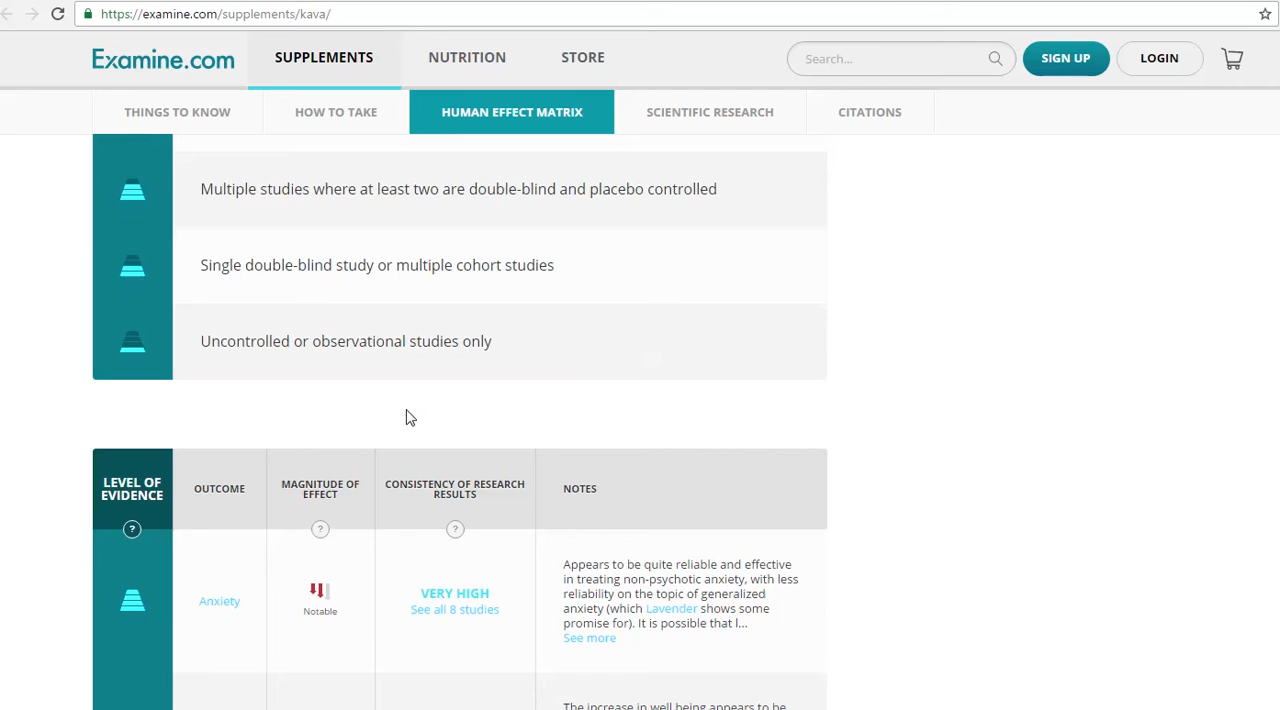 https://examine.com/supplements/kava/
Examine.com
SUPPLEMENTS
NUTRITION
STORE
Search...
SIGN UP
LOGIN
THINGS TO KNOW
HOW TO TAKE
HUMAN EFFECT MATRIX
SCIENTIFIC RESEARCH
CITATIONS
Multiple studies where at least two are double-blind and placebo controlled
Single double-blind study or multiple cohort studies
Uncontrolled or observational studies only
LEVEL OF
EVIDENCE
?
OUTCOME
MAGNITUDE OF
EFFECT
?
CONSISTENCY OF RESEARCH
RESULTS
?
NOTES
Anxiety
Notable
VERY HIGH
See all 8 studies
Appears to be quite reliable and effective
in treating non-psychotic anxiety, with less
reliability on the topic of generalized
anxiety (which Lavender shows some
promise for). It is possible that l...
See more
The increase in well being appears to be